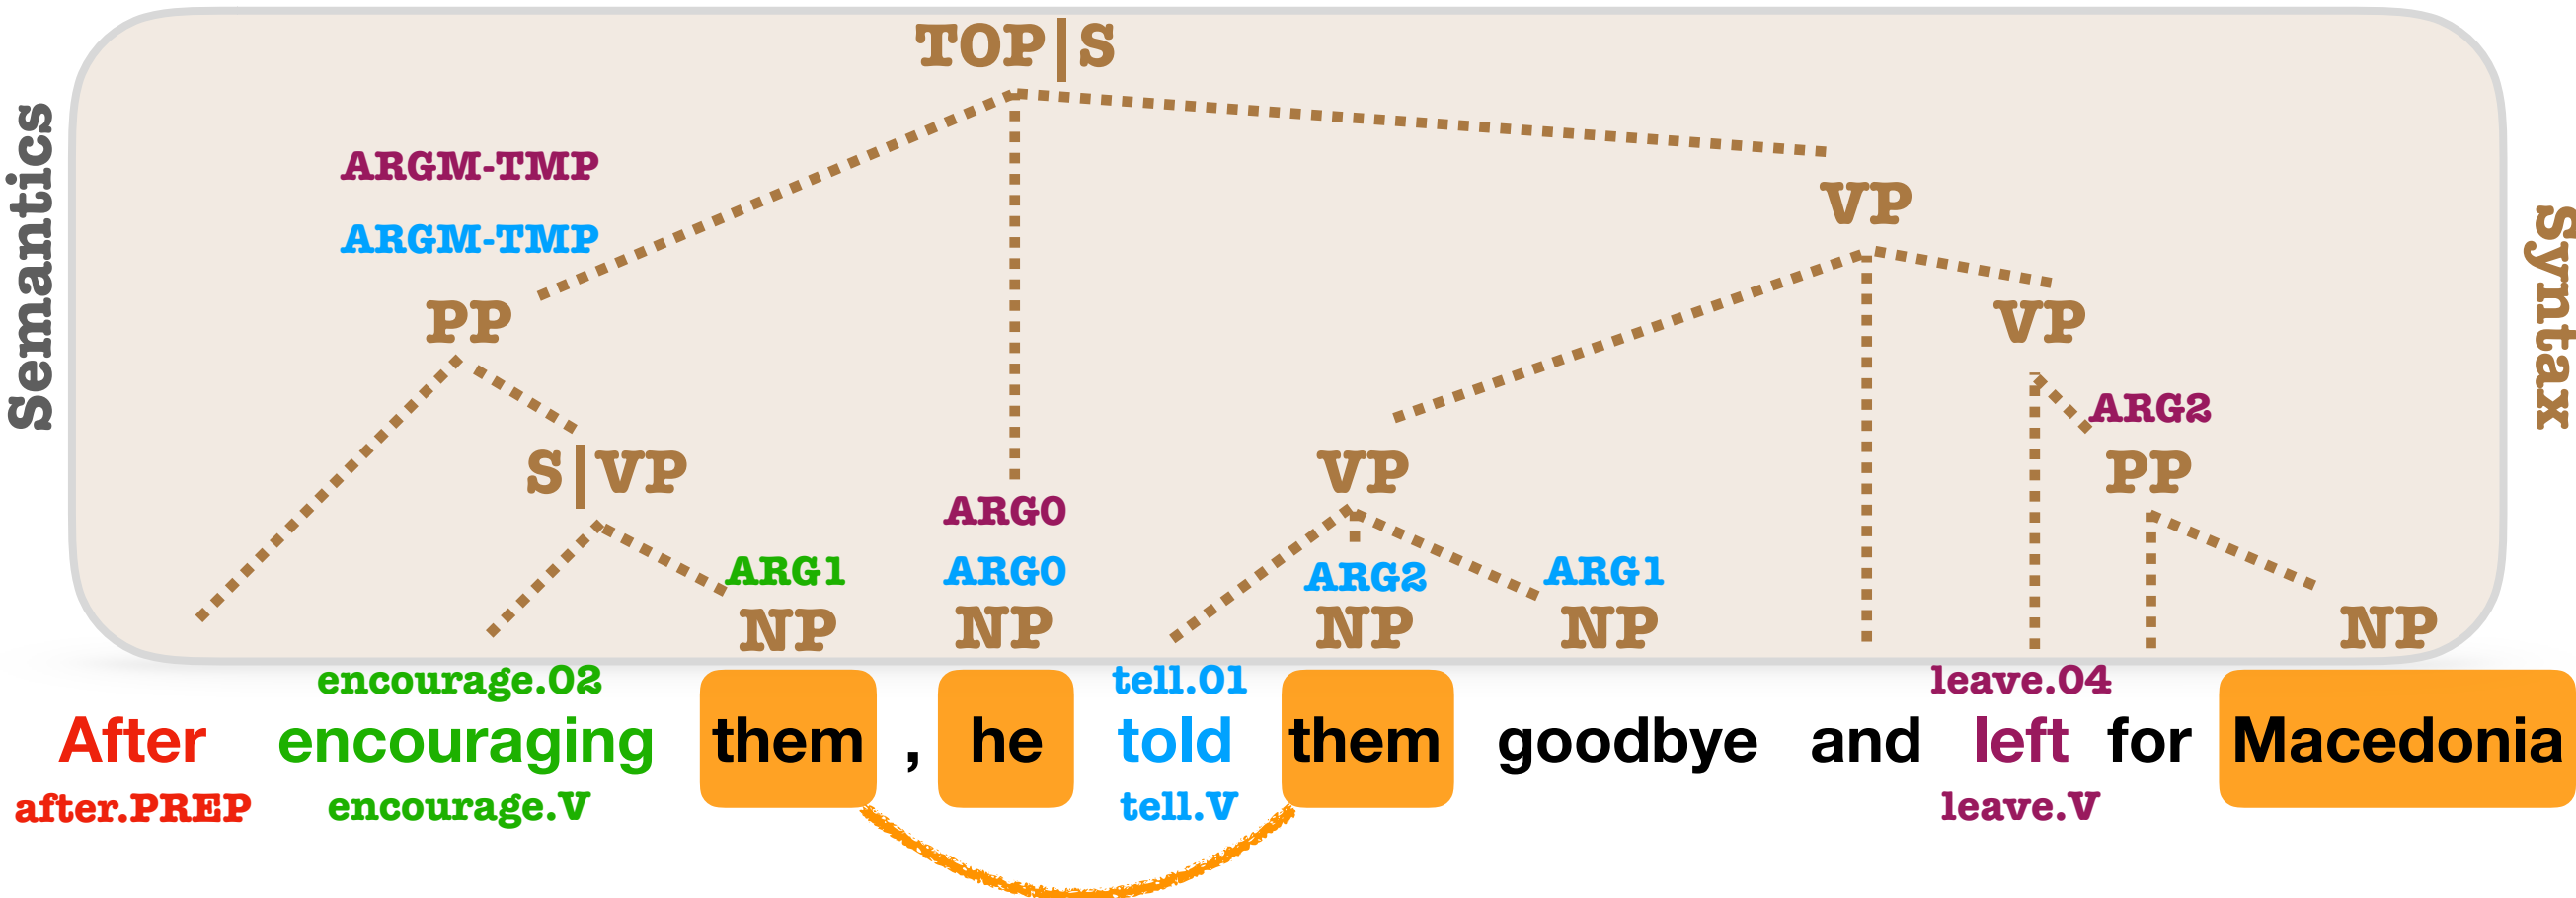 TOP|S
Semantics
Syntax
ARGM-TMP
VP
ARGM-TMP
PP
VP
ARG2
S|VP
VP
PP
ARG0
ARG1
ARG0
ARG2
ARG1
NP
NP
NP
NP
NP
encourage.02
tell.01
leave.04
After encouraging them , he told them goodbye and left for Macedonia
after.PREP
encourage.V
tell.V
leave.V